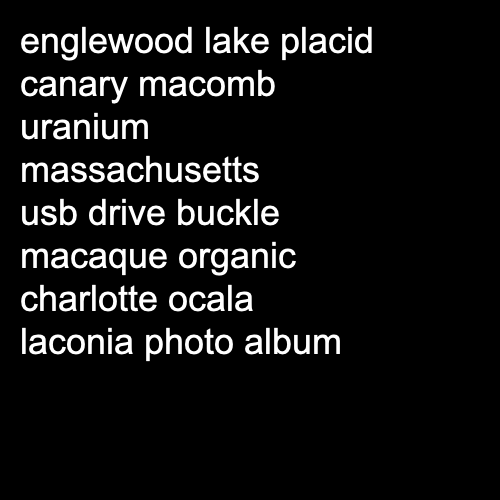 englewood lake placid
canary macomb
uranium
massachusetts
usb drive buckle
macaque organic
charlotte ocala
laconia photo album